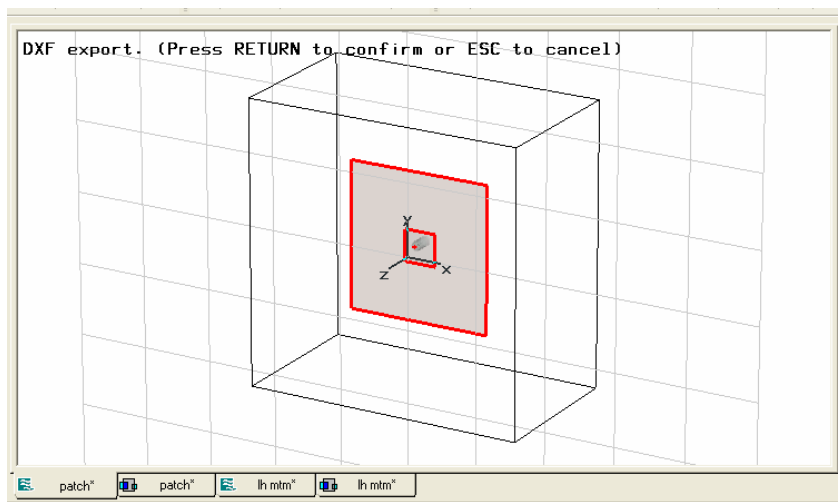 DXF export. (Press RETURN to confirm or ESC to cancel)
Y
Z X
patch* patch* lh mtm* lh mtm*